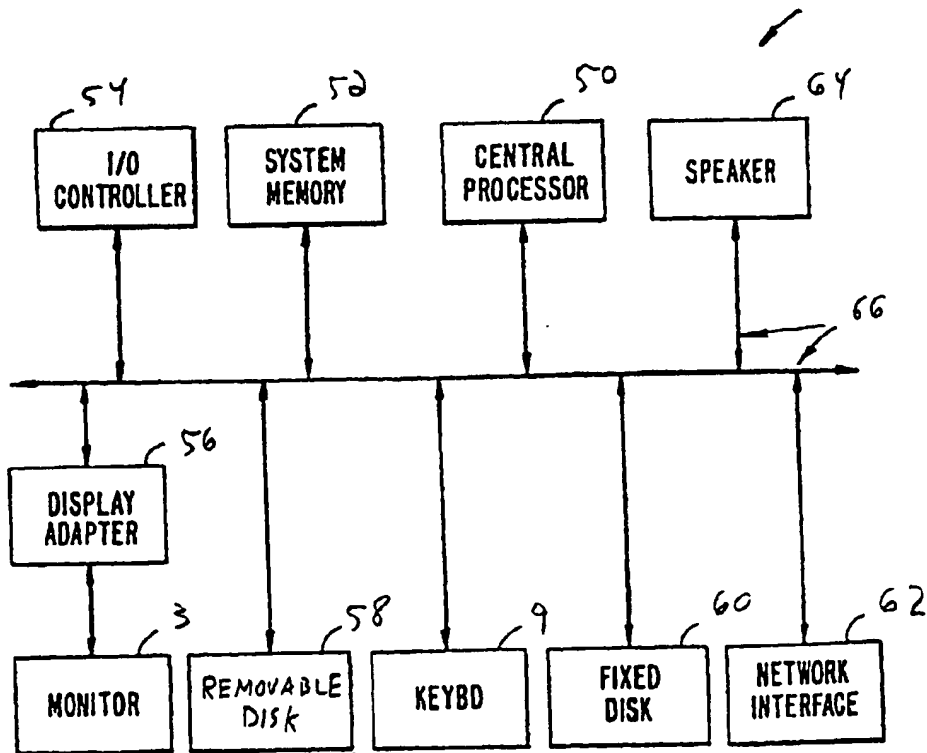 54
52
50
64
I/O
CONTROLLER
SYSTEM
MEMORY
CENTRAL
PROCESSOR
SPEAKER
66
56
DISPLAY
ADAPTER
3
58
9
60
62
MONITOR
REMOVABLE
DISK
KEYBD
FIXED
DISK
NETWORK
INTERFACE